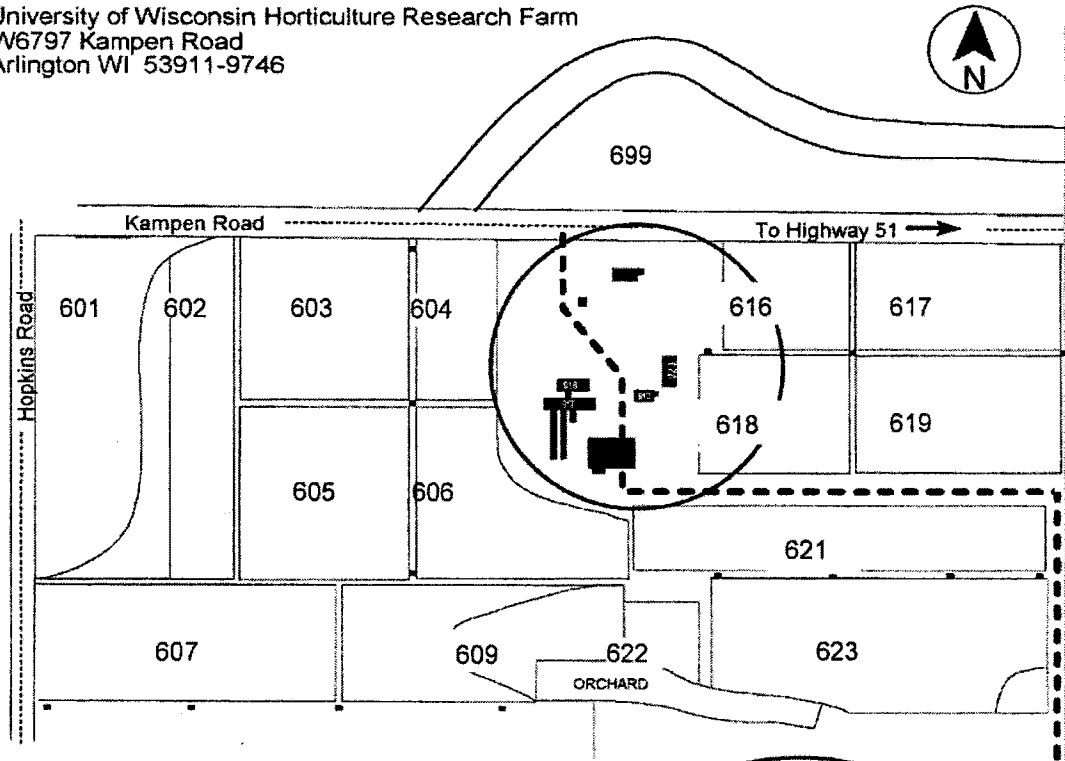 University of Wisconsin Horticulture Research Farm
W6797 Kampen Road
Arlington WI 53911-9746
N
699
Kampen Road
To Highway 51
Hopkins Road
601
602
603
604
616
617
618
619
605
606
621
607
609
622
623
ORCHARD